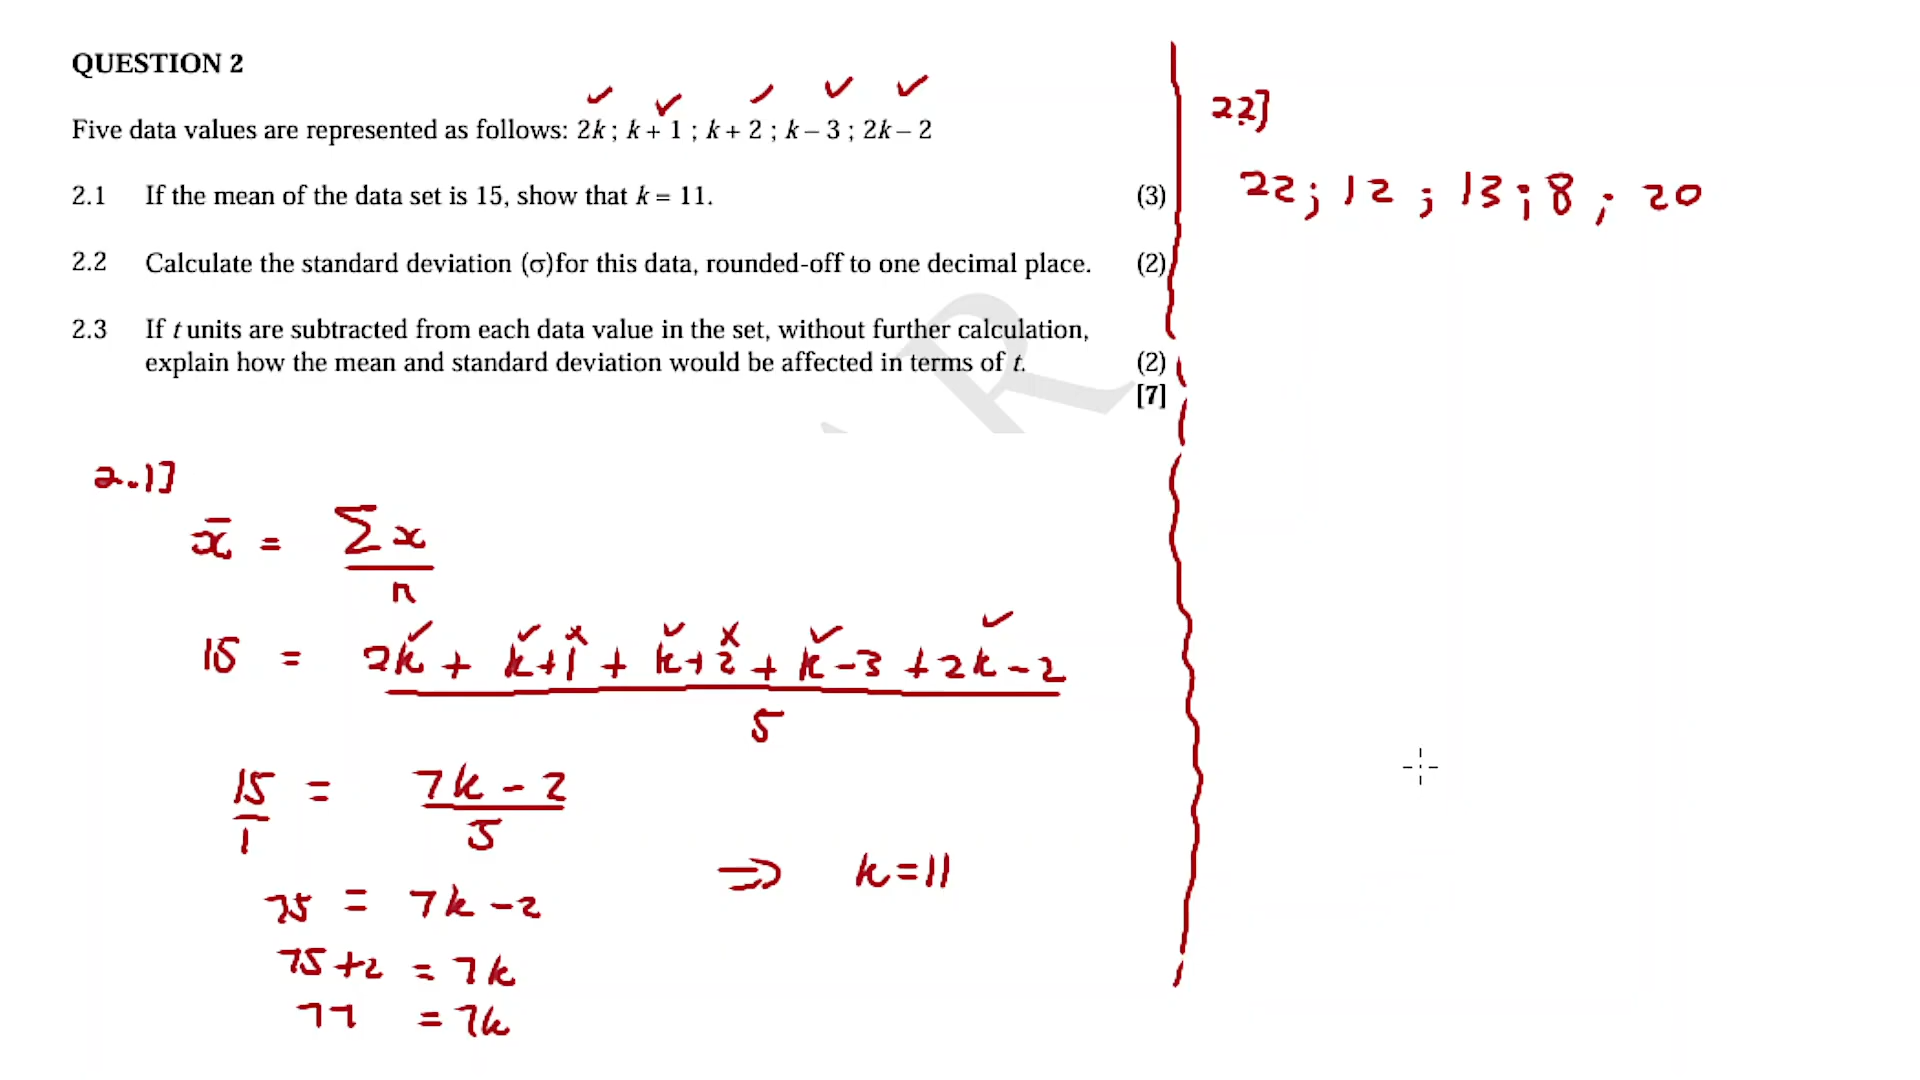 QUESTION 2
Five data values are represented as follows: 2k ; k + 1 ; k + 2 ; k – 3 ; 2k – 2
2.1 If the mean of the data set is 15, show that k = 11. (3)
2.2 Calculate the standard deviation (σ)for this data, rounded-off to one decimal place. (2)
2.3 If t units are subtracted from each data value in the set, without further calculation,
explain how the mean and standard deviation would be affected in terms of t. (2)
[7]
R
2.1]
x̄ = Σx
n
15 = 2k + k+1 + k+2 + k-3 +2k-2
5
15 = 7k - 2
1 5
75 = 7k -2
75 +2 = 7k
77 = 7k
=> k=11
2.2]
22; 12 ; 13; 8 ; 20